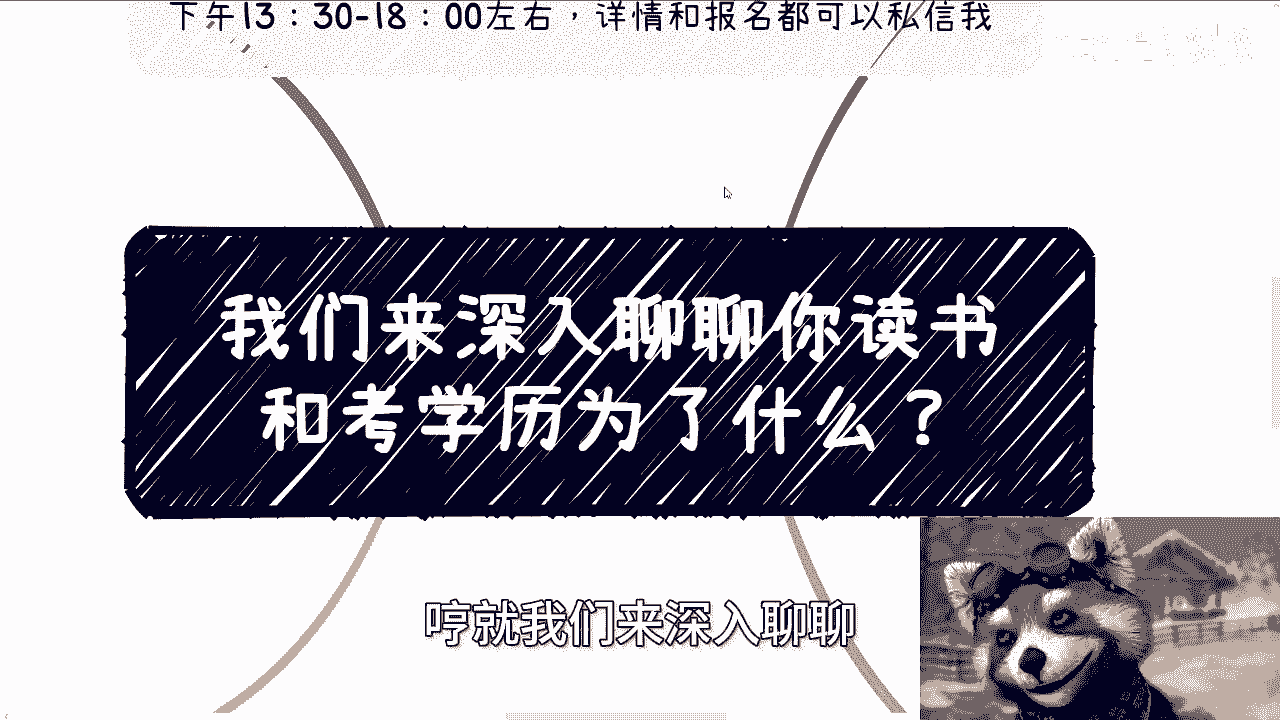 下午13：30-18：00左右，详情和报名都可以私信我
我们来深入聊聊你读书
和考学历为了什么？
哼就我们来深入聊聊